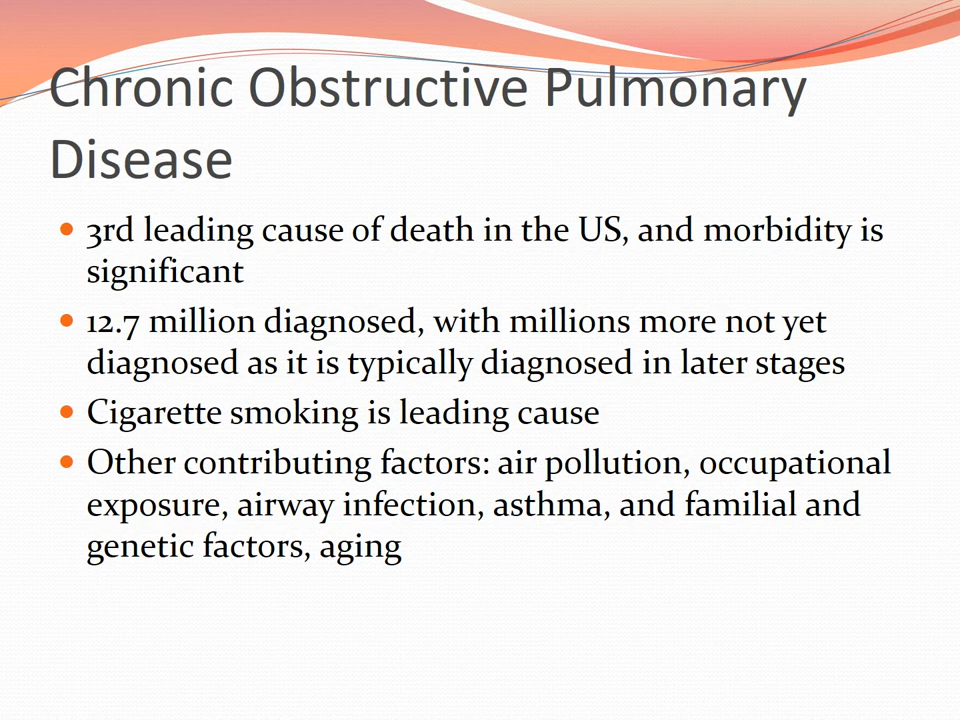 Chronic Obstructive Pulmonary
Disease
• 3rd leading cause of death in the US, and morbidity is
significant
• 12.7 million diagnosed, with millions more not yet
diagnosed as it is typically diagnosed in later stages
• Cigarette smoking is leading cause
• Other contributing factors: air pollution, occupational
exposure, airway infection, asthma, and familial and
genetic factors, aging